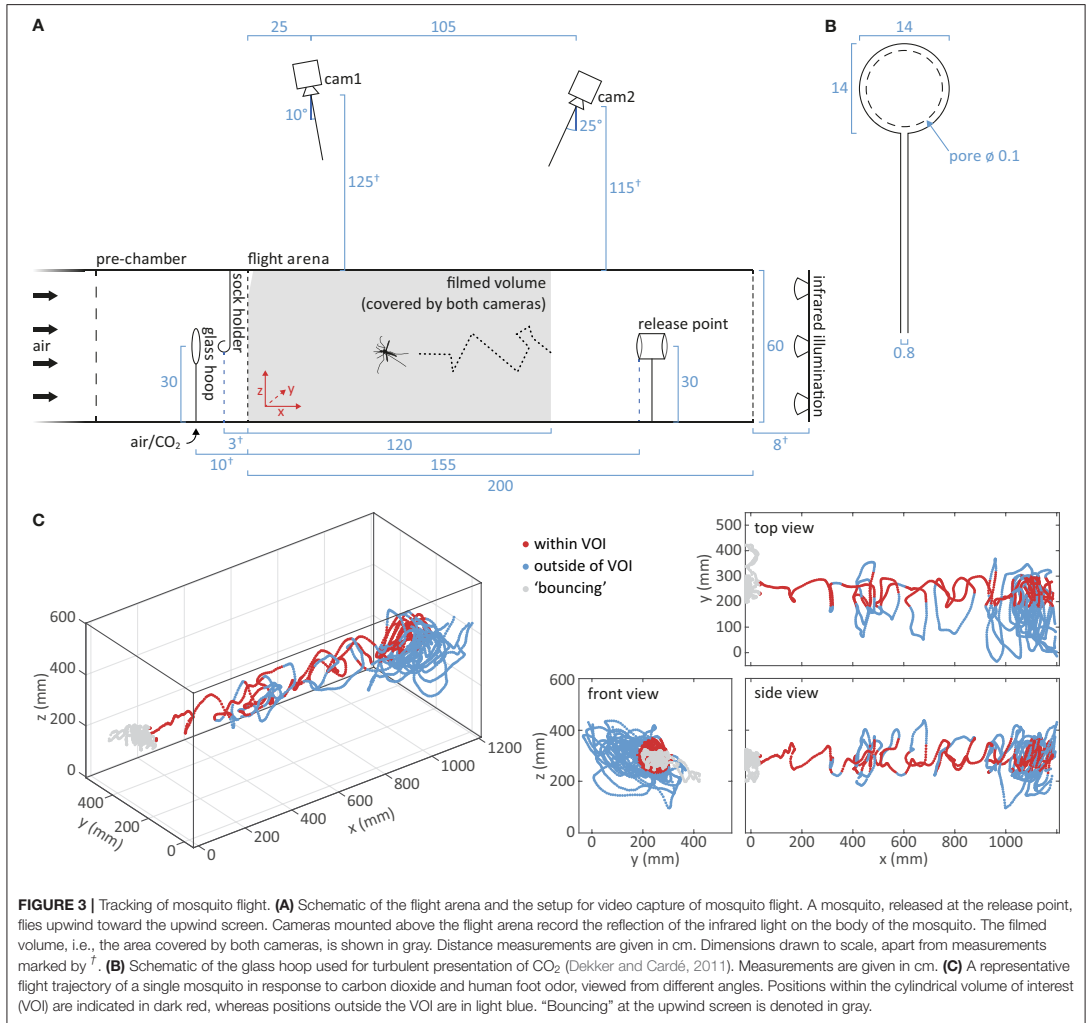 A
25
105
B
14
cam1
cam2
10°
25°
14
pore ø 0.1
125†
115†
0.8
pre-chamber
flight arena
filmed volume
(covered by both cameras)
sock holder
glass hoop
air
release point
infrared illumination
60
30
30
z
y
x
air/CO₂
3†
120
8†
10†
155
200
C
within VOI
outside of VOI
'bouncing'
600
400
200
0
z (mm)
400
200
0
y (mm)
0
200
400
600
800
1000
1200
x (mm)
top view
500
400
300
200
100
0
y (mm)
front view
600
400
200
0
z (mm)
0
200
400
y (mm)
side view
0
200
400
600
800
1000
x (mm)
FIGURE 3 | Tracking of mosquito flight. (A) Schematic of the flight arena and the setup for video capture of mosquito flight. A mosquito, released at the release point,
flies upwind toward the upwind screen. Cameras mounted above the flight arena record the reflection of the infrared light on the body of the mosquito. The filmed
volume, i.e., the area covered by both cameras, is shown in gray. Distance measurements are given in cm. Dimensions drawn to scale, apart from measurements
marked by †. (B) Schematic of the glass hoop used for turbulent presentation of CO₂ (Dekker and Cardé, 2011). Measurements are given in cm. (C) A representative
flight trajectory of a single mosquito in response to carbon dioxide and human foot odor, viewed from different angles. Positions within the cylindrical volume of interest
(VOI) are indicated in dark red, whereas positions outside the VOI are in light blue. “Bouncing” at the upwind screen is denoted in gray.